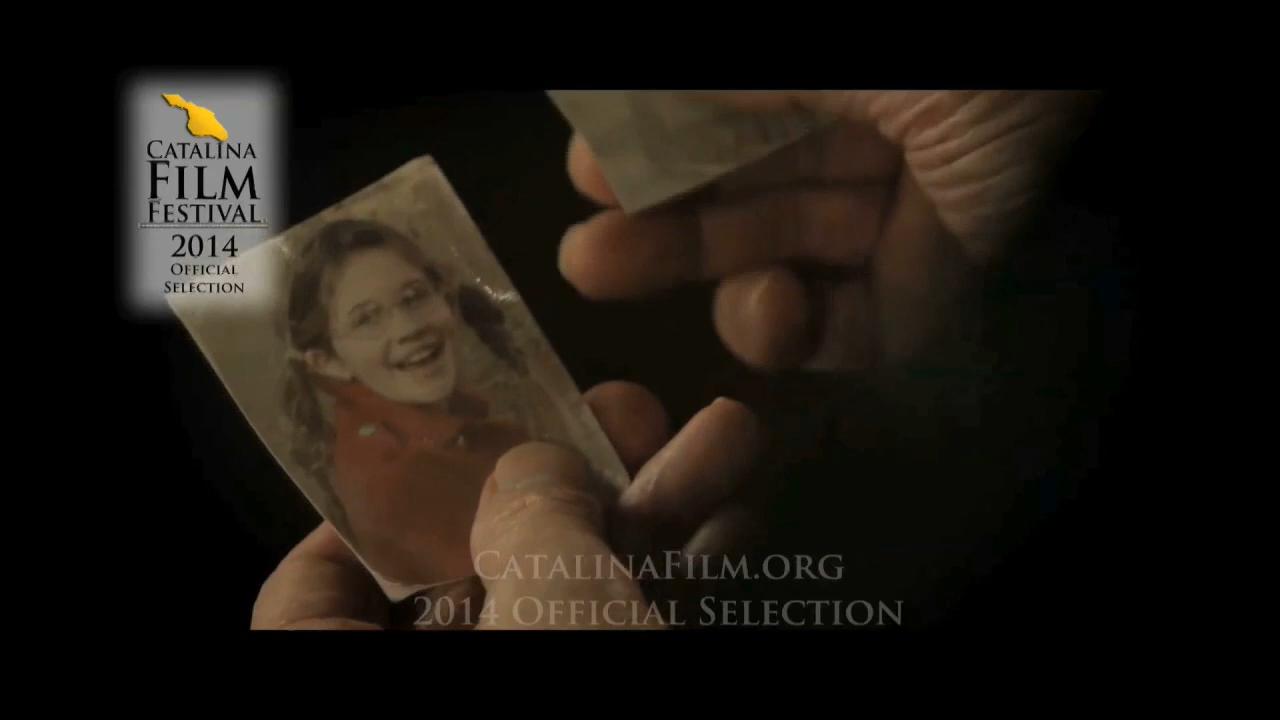 Catalina
Film
Festival
2014
Official
Selection
CatalinaFilm.org
2014 Official Selection